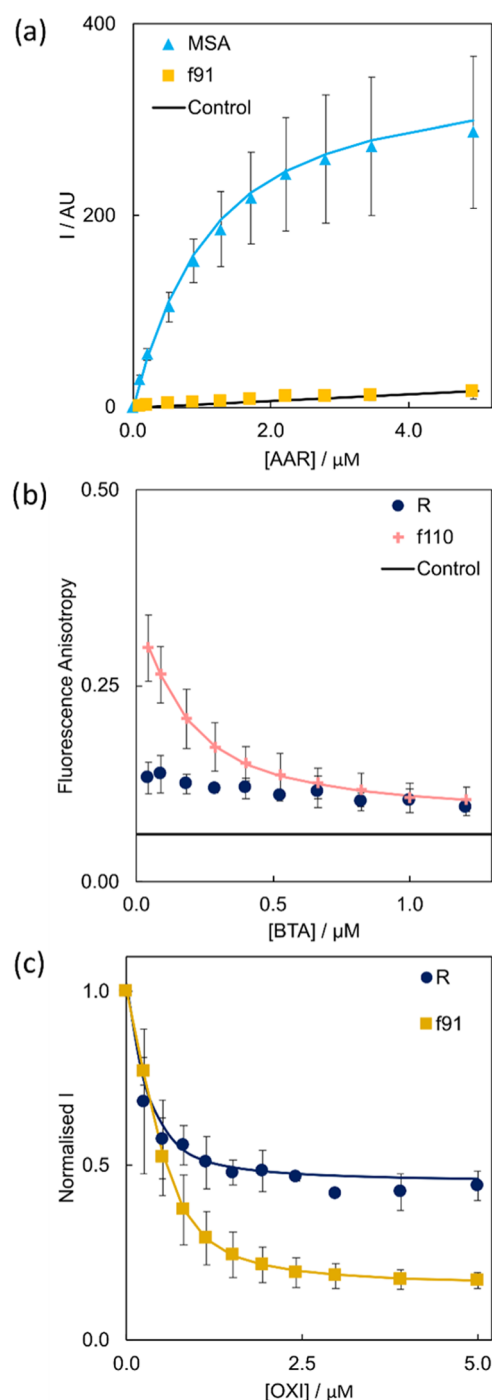 (a)
400
MSA
f91
Control
I / AU
200
0
0.0 2.0 4.0
[AAR] / μM
(b)
0.50
R
f110
Control
Fluorescence Anisotropy
0.25
0.00
0.0 0.5 1.0
[BTA] / μM
(c)
R
1.0
f91
Normalised I
0.5
0.0
0.0 2.5 5.0
[OXI] / μM